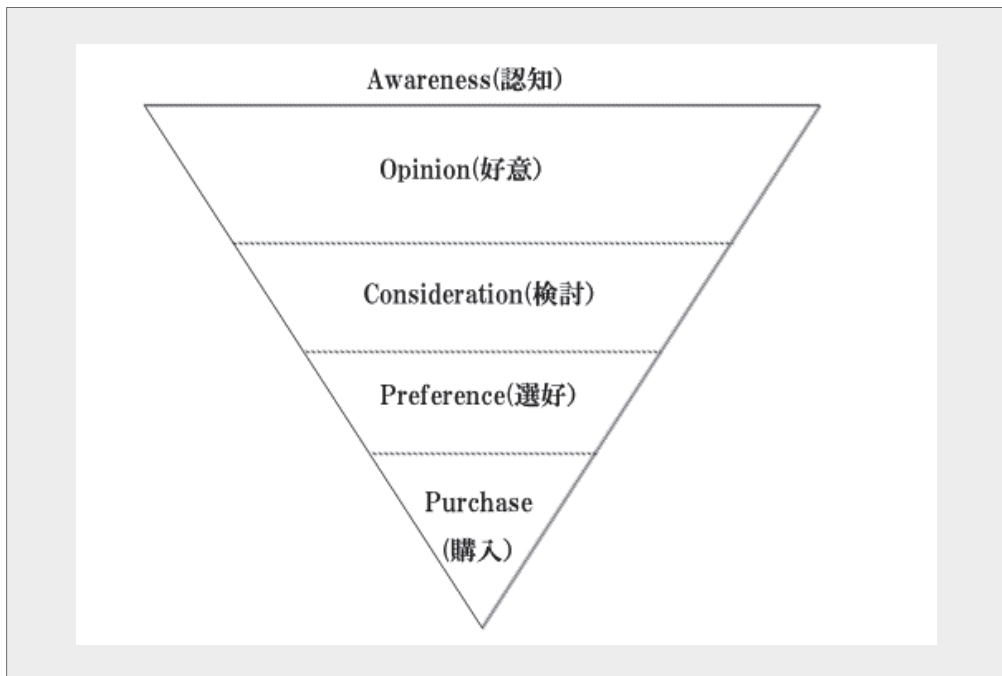 Awareness(認知)
Opinion(好意)
Consideration(検討)
Preference(選好)
Purchase
(購入)